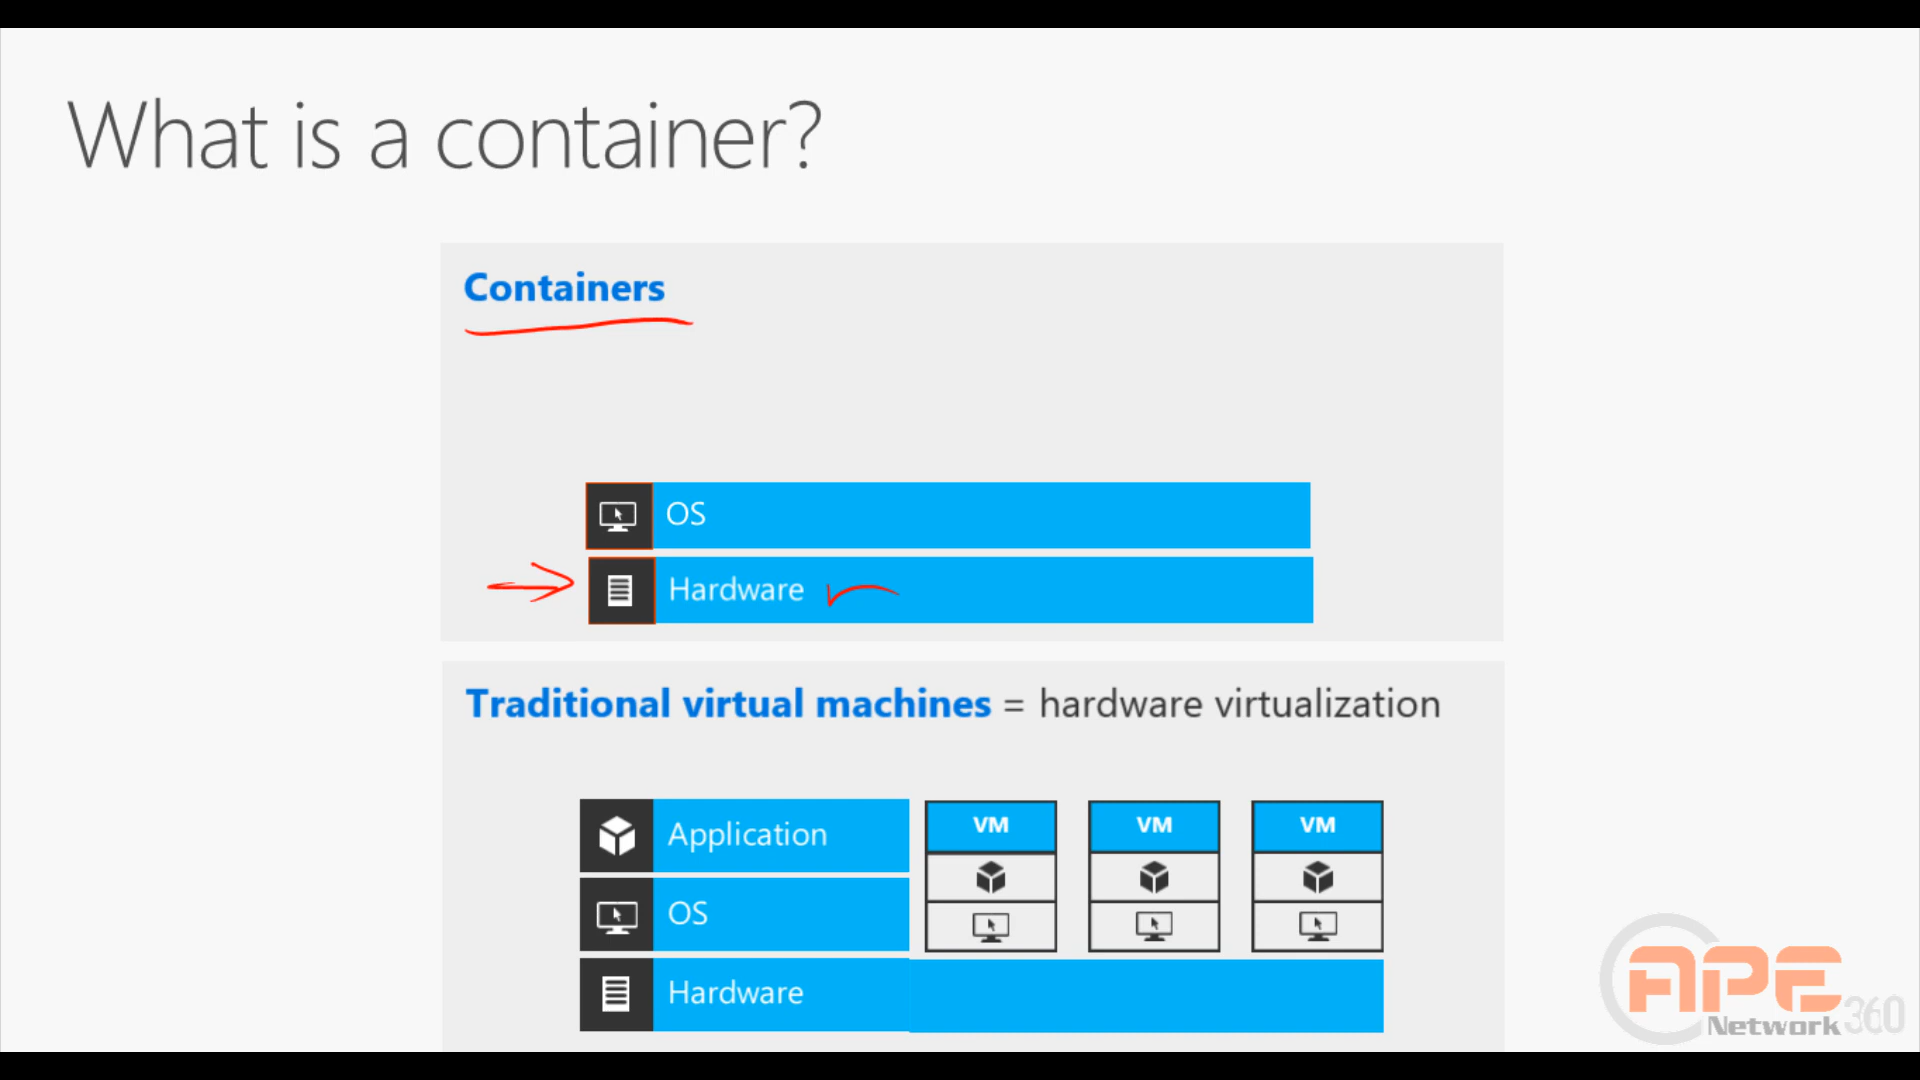 What is a container?
Containers
OS
Hardware
Traditional virtual machines = hardware virtualization
Application
VM
VM
VM
OS
Hardware
APE
Network 360